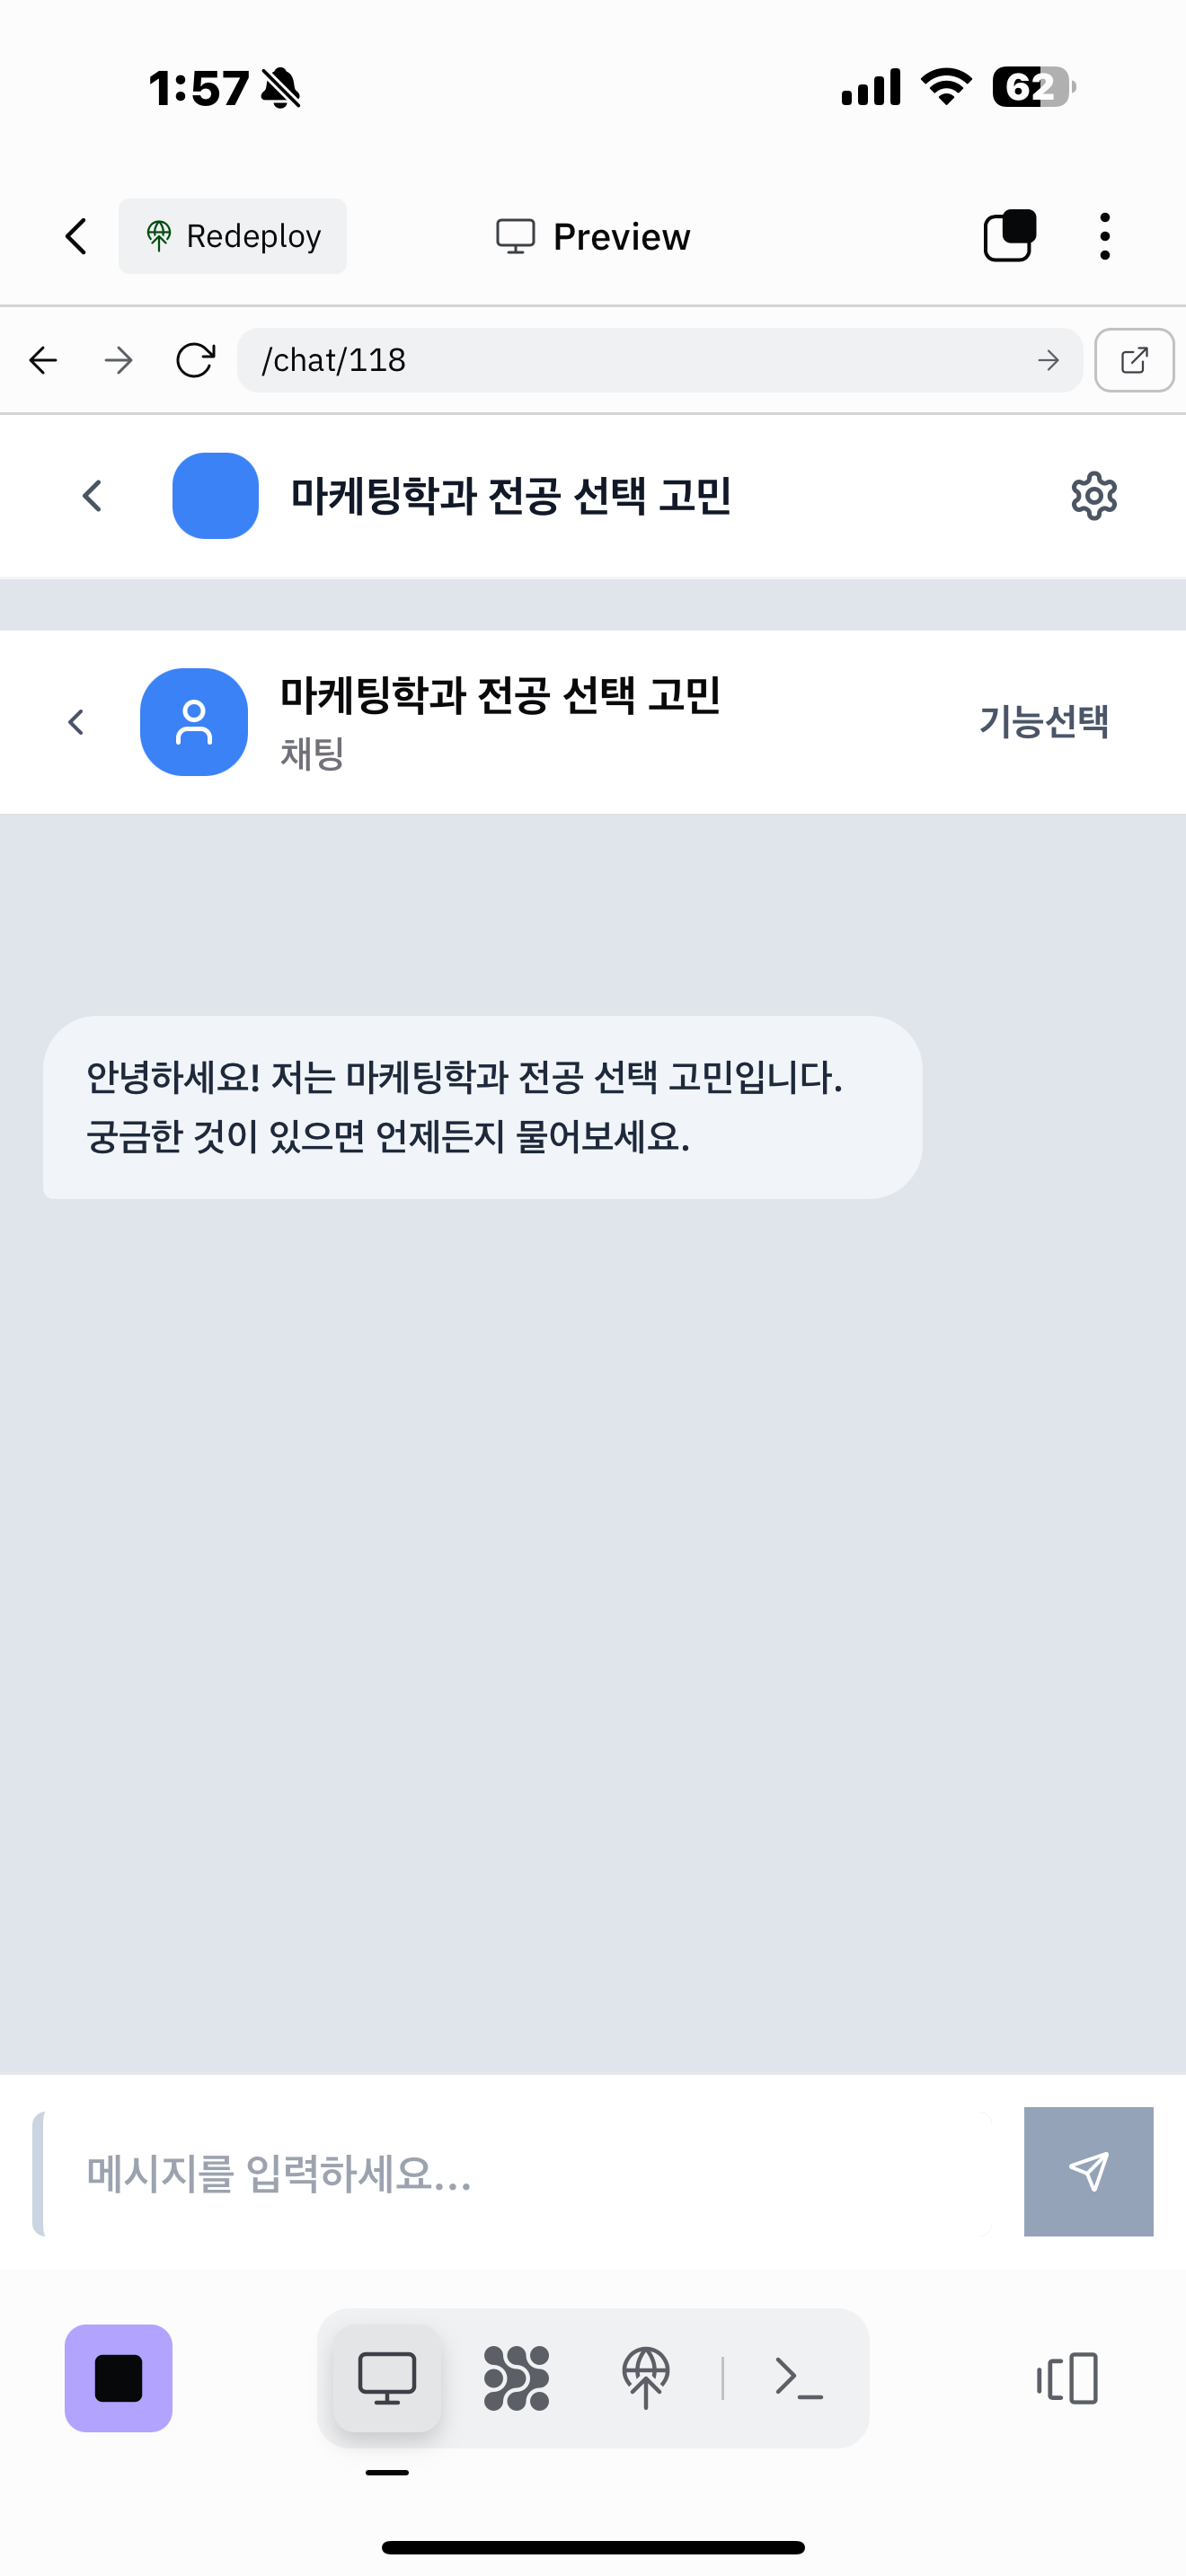 1:57
62
Redeploy
Preview
/chat/118
마케팅학과 전공 선택 고민
마케팅학과 전공 선택 고민
채팅
기능선택
안녕하세요! 저는 마케팅학과 전공 선택 고민입니다.
궁금한 것이 있으면 언제든지 물어보세요.
메시지를 입력하세요...